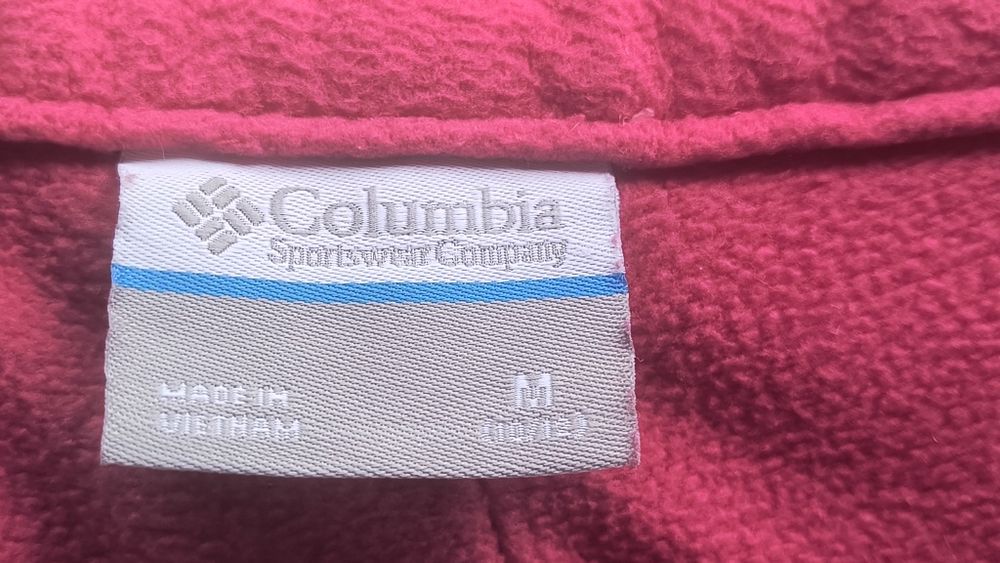 Columbia
Sportswear Company
MADE IN
VIETNAM
M